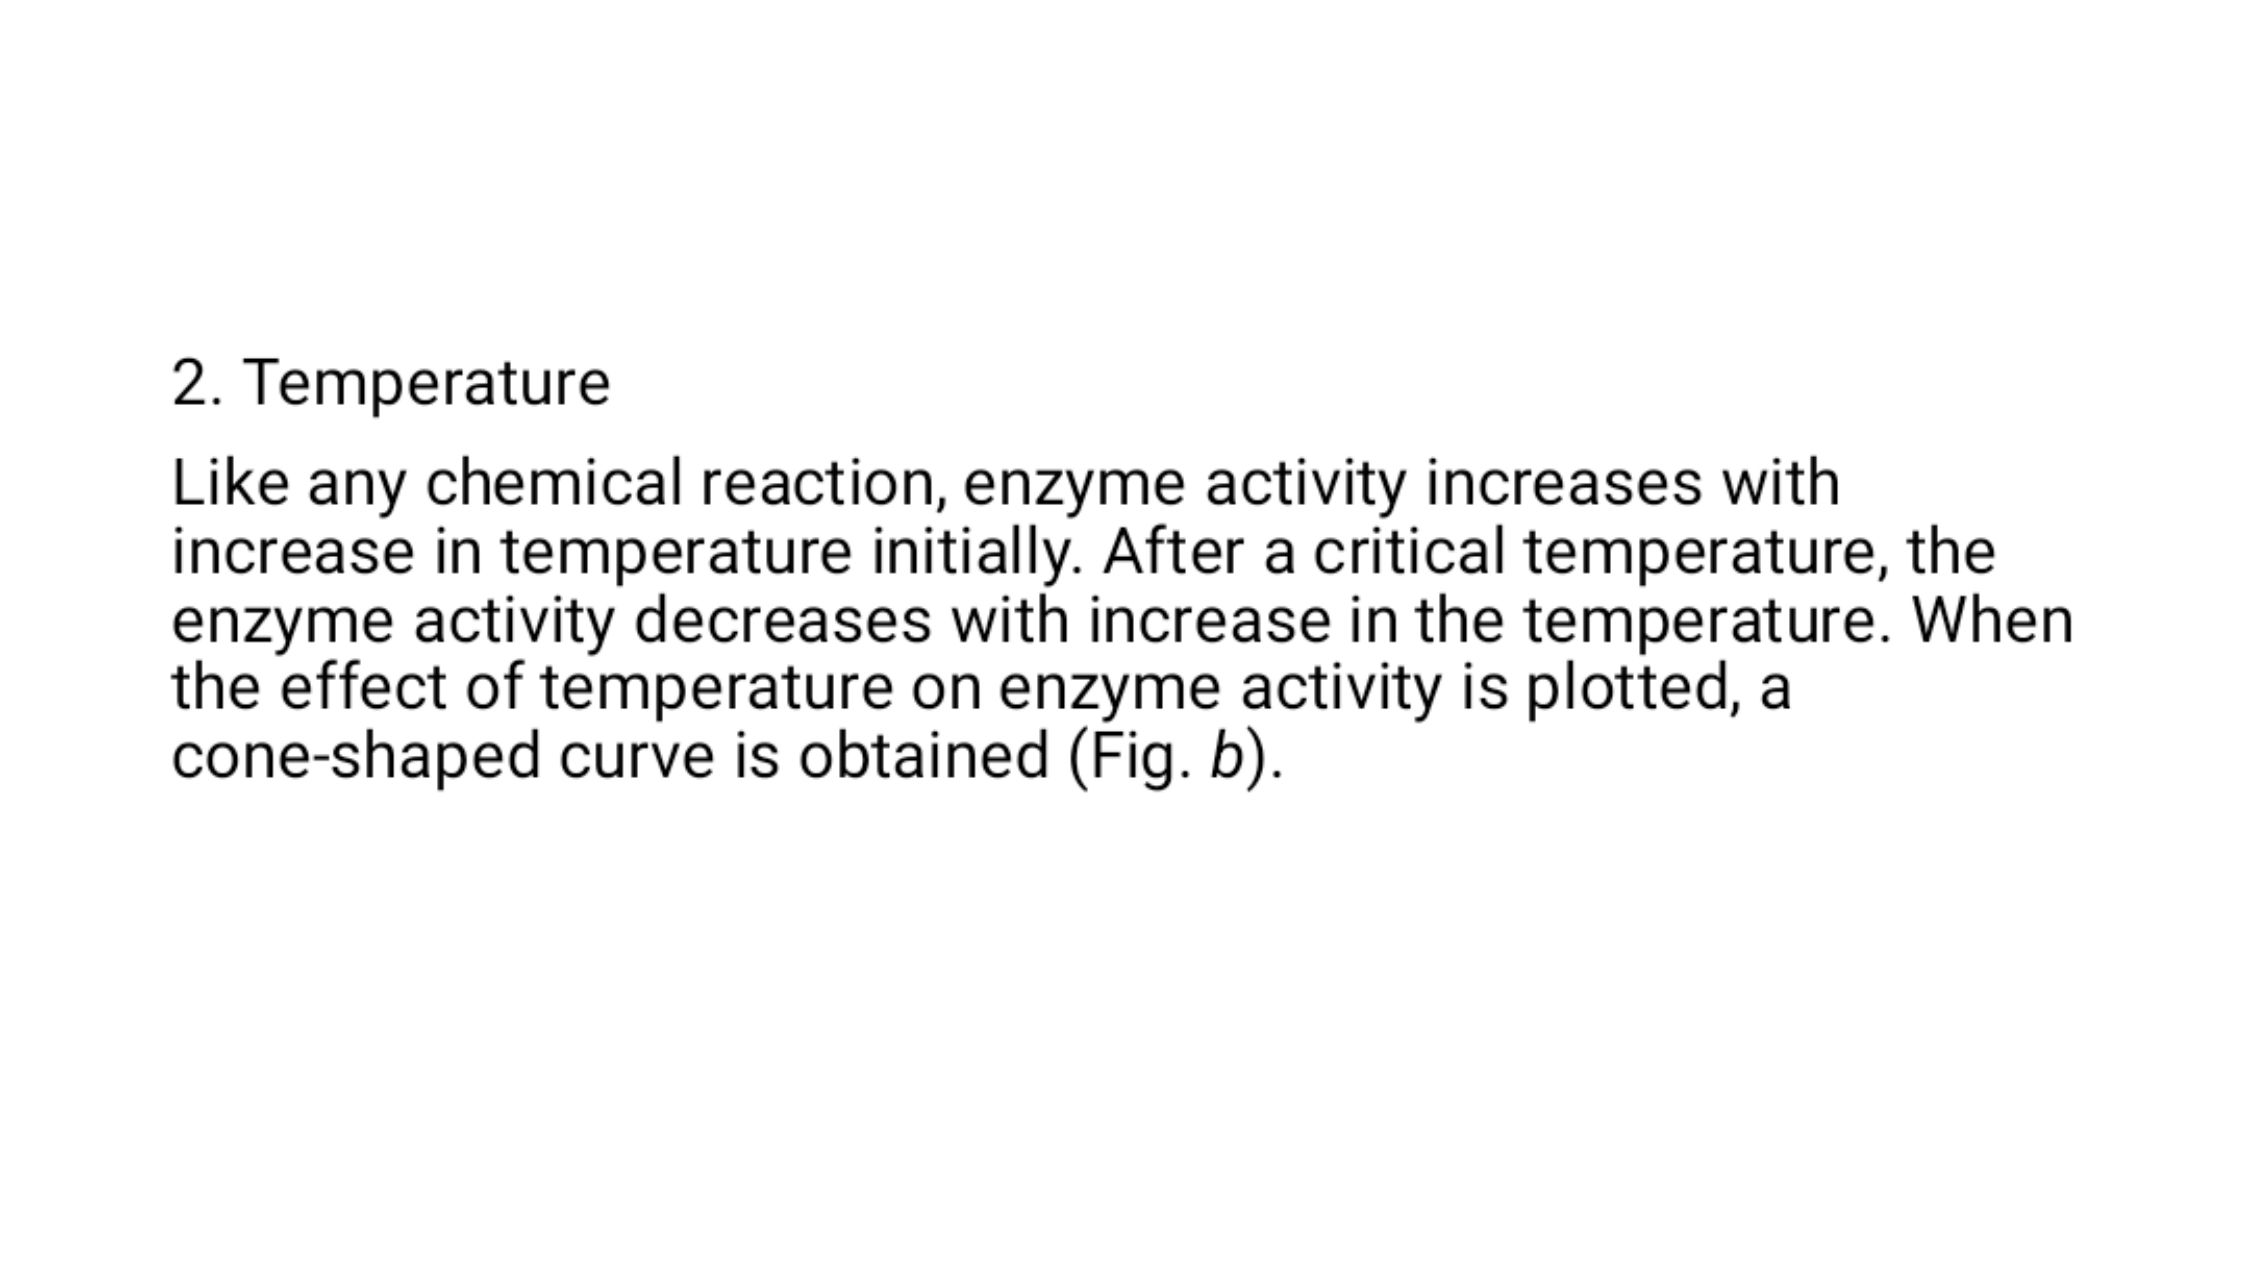 2. Temperature
Like any chemical reaction, enzyme activity increases with
increase in temperature initially. After a critical temperature, the
enzyme activity decreases with increase in the temperature. When
the effect of temperature on enzyme activity is plotted, a
cone-shaped curve is obtained (Fig. b).